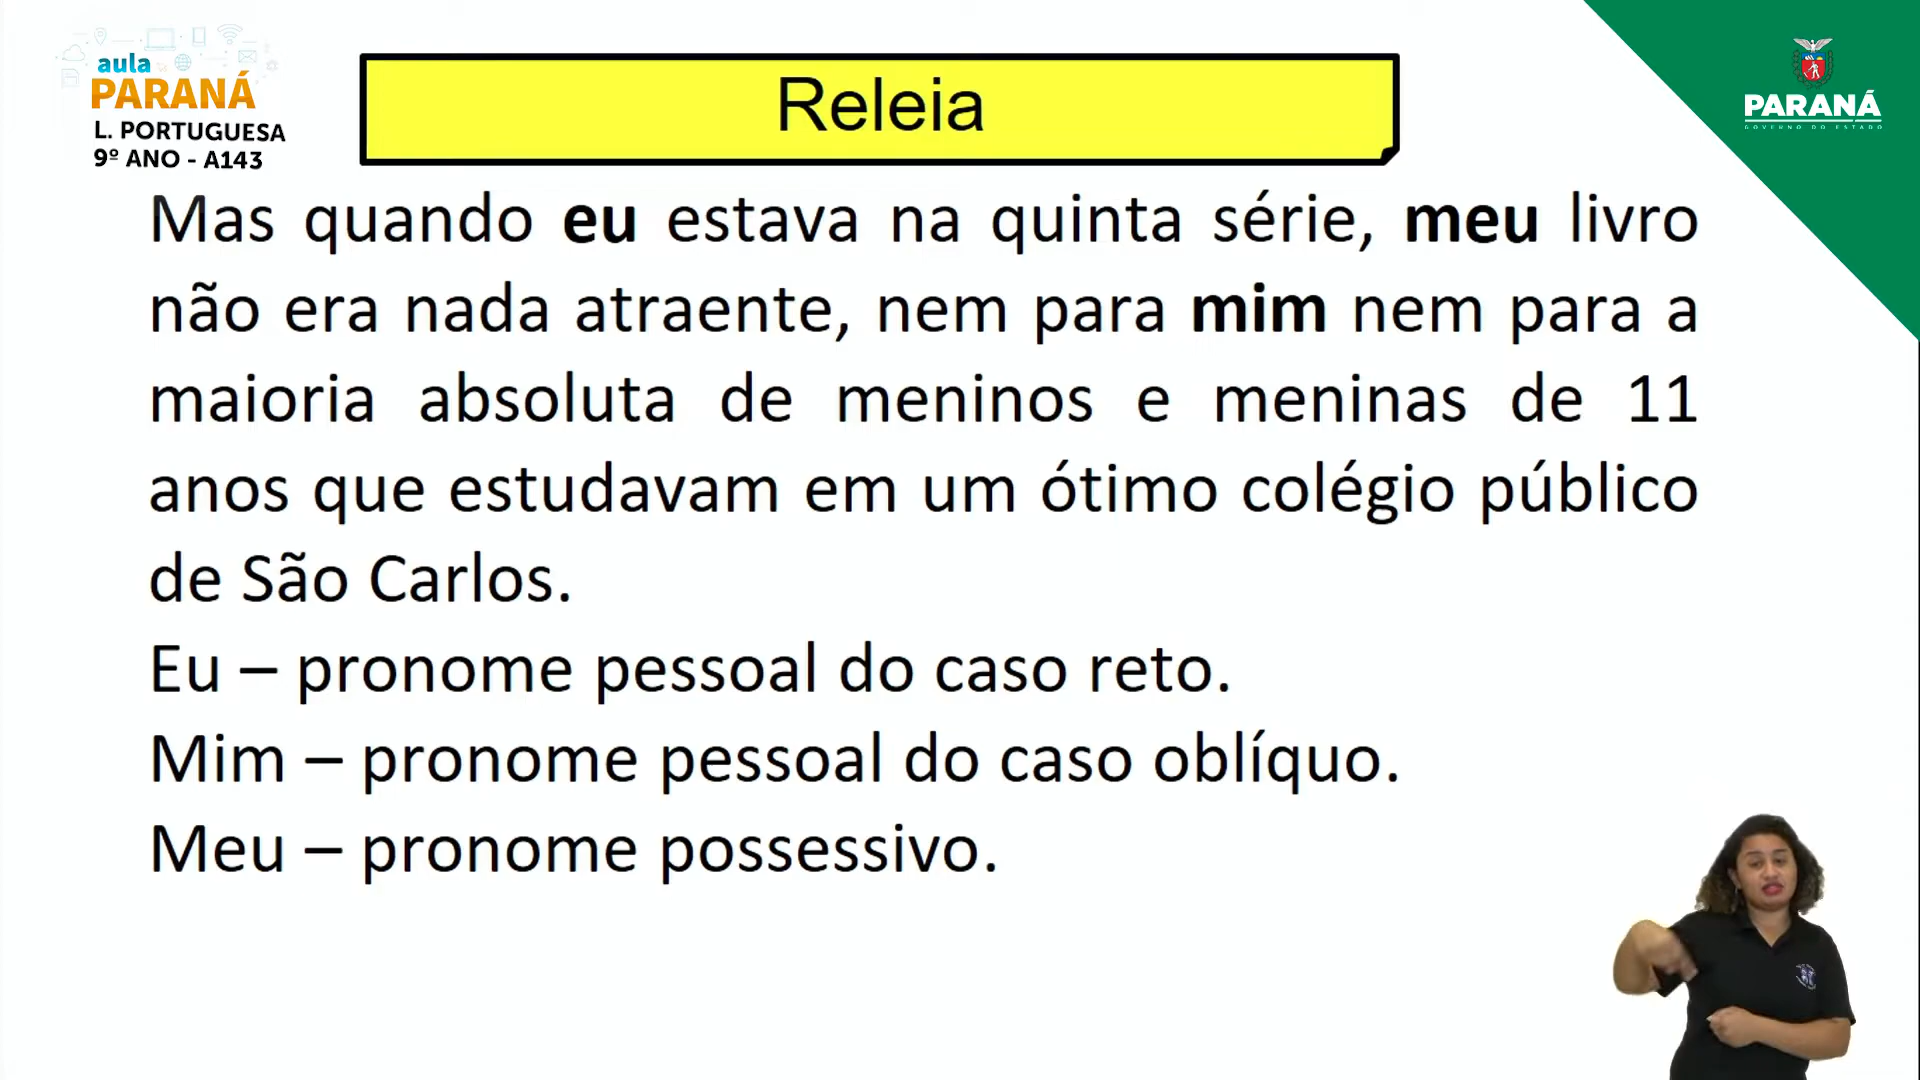 aula
PARANÁ
L. PORTUGUESA
9º ANO - A143
Releia
PARANÁ
GOVERNO DO ESTADO
Mas quando eu estava na quinta série, meu livro
não era nada atraente, nem para mim nem para a
maioria absoluta de meninos e meninas de 11
anos que estudavam em um ótimo colégio público
de São Carlos.
Eu – pronome pessoal do caso reto.
Mim – pronome pessoal do caso oblíquo.
Meu – pronome possessivo.